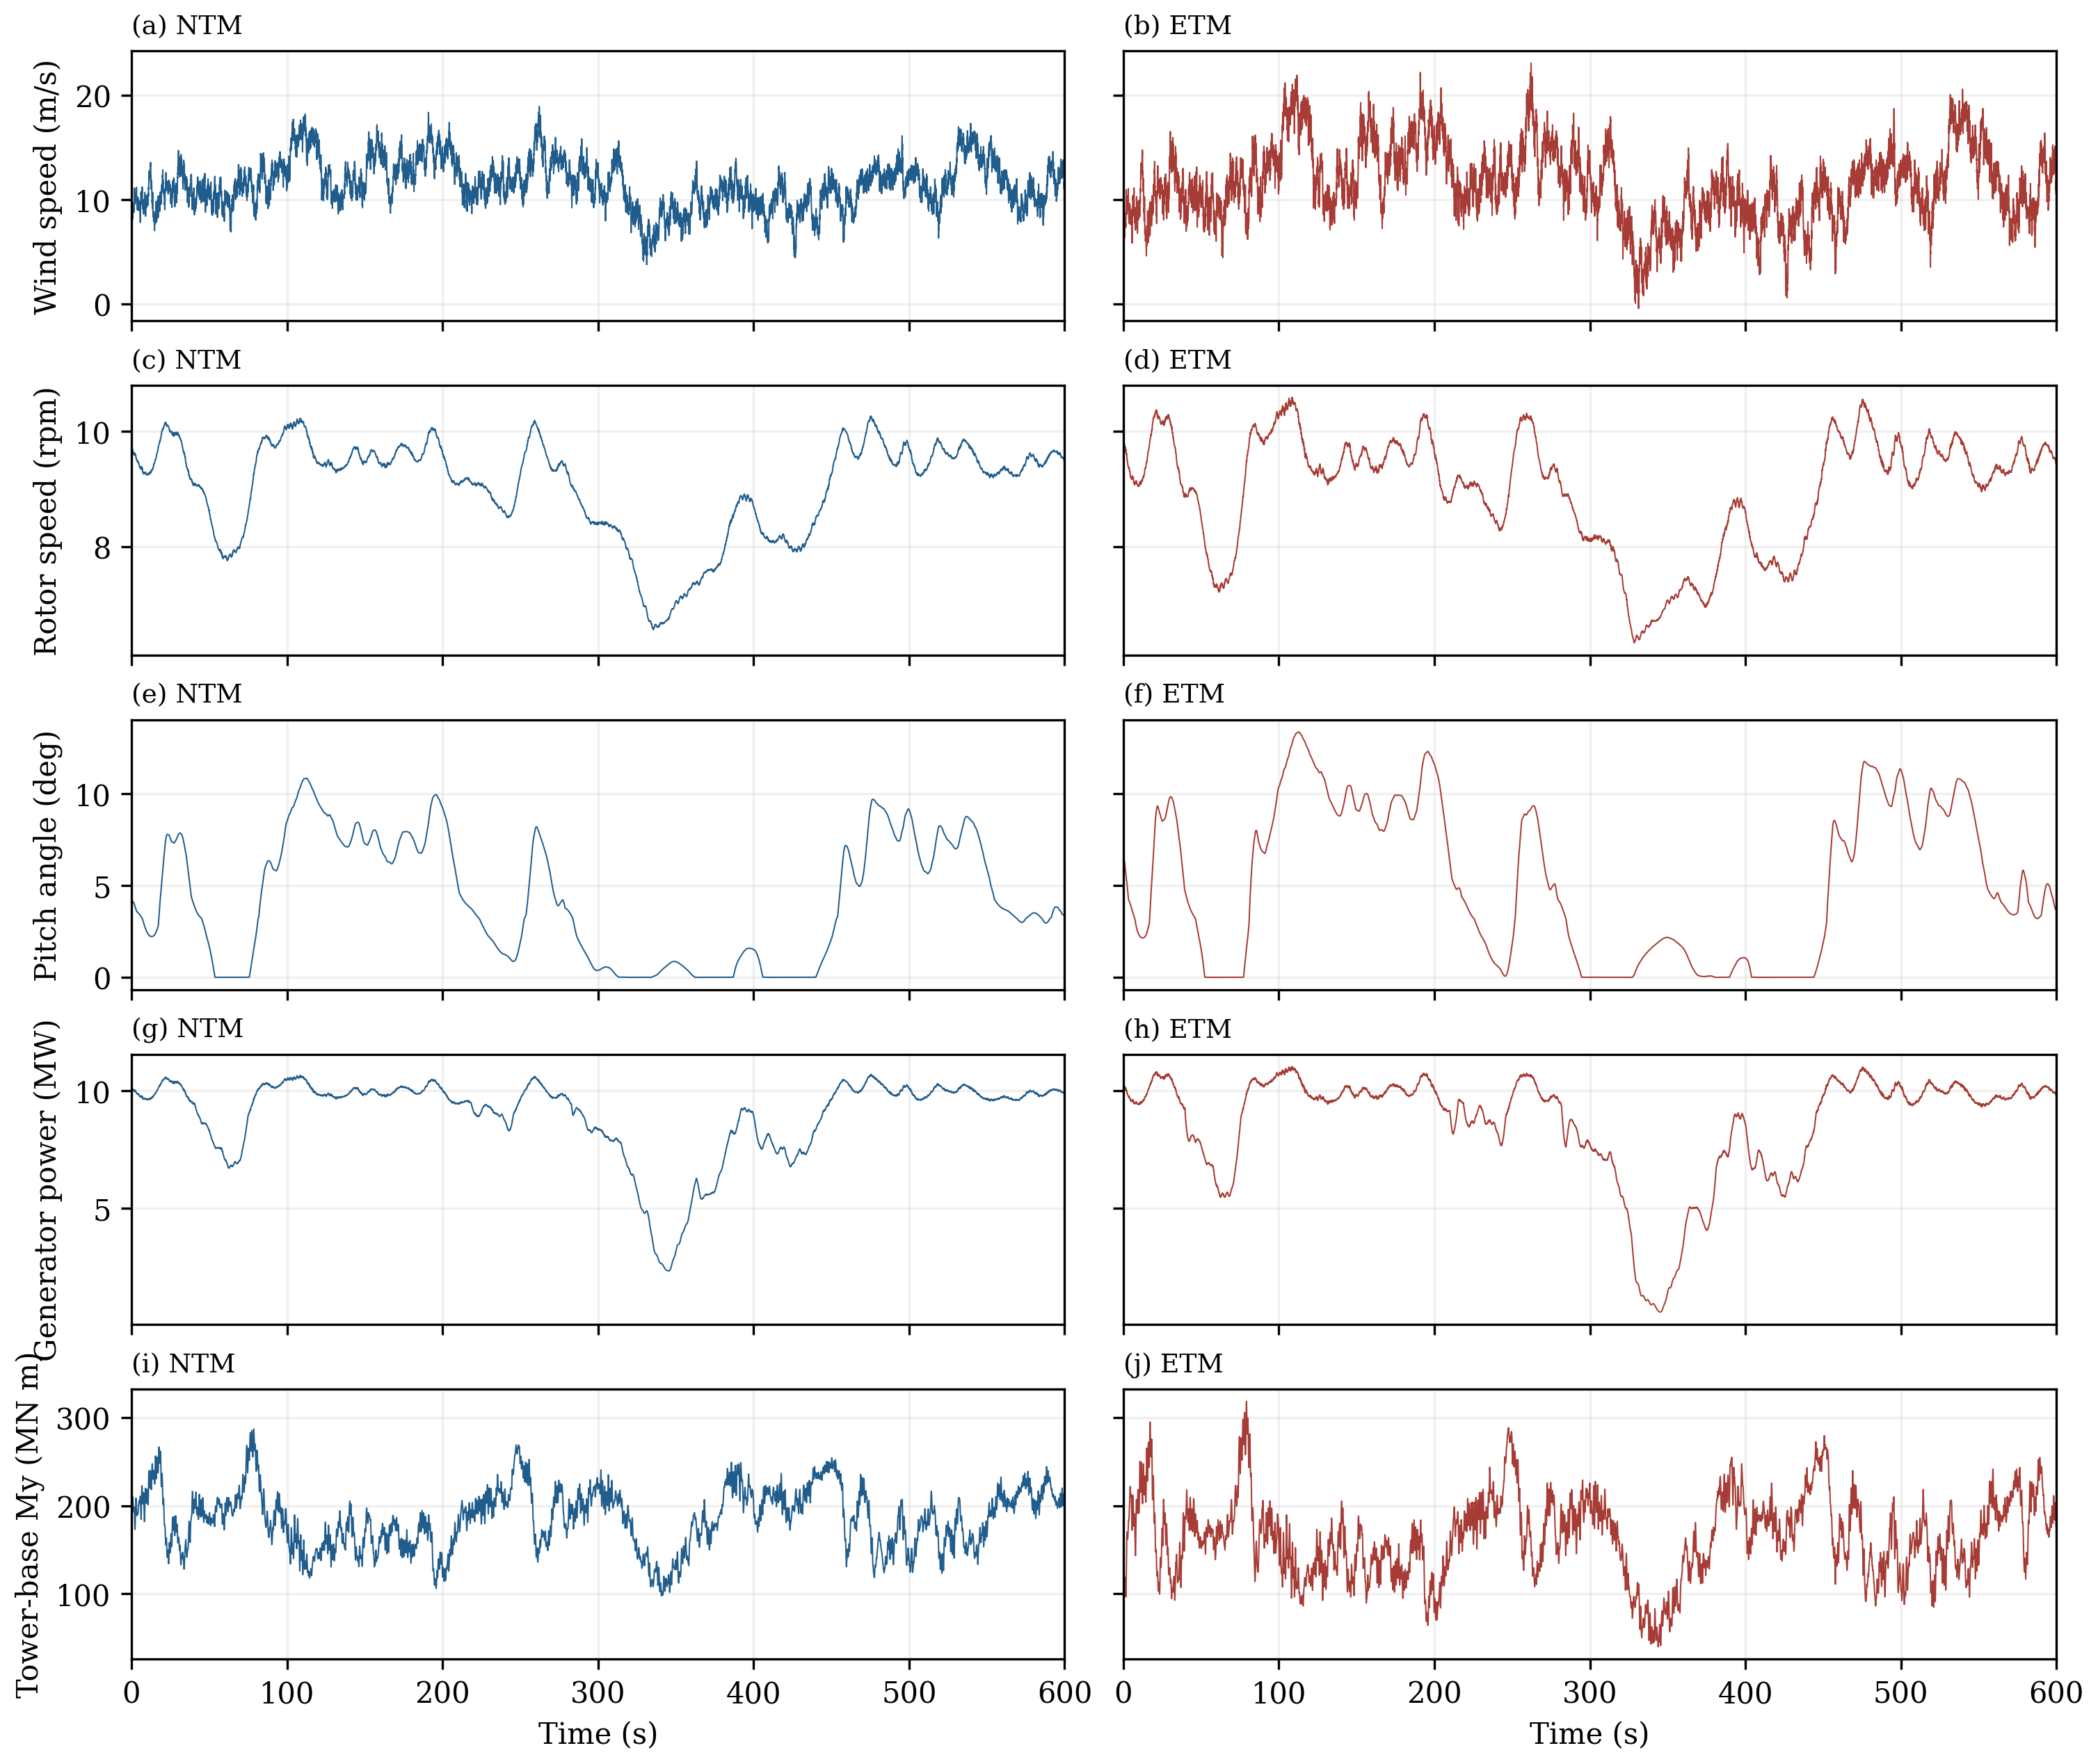 (a) NTM
(b) ETM
Wind speed (m/s)
20
10
0
(c) NTM
(d) ETM
Rotor speed (rpm)
10
8
(e) NTM
(f) ETM
Pitch angle (deg)
10
5
0
(g) NTM
(h) ETM
Generator power (MW)
10
5
(i) NTM
(j) ETM
Tower-base My (MN m)
300
200
100
0 100 200 300 400 500 600
0 100 200 300 400 500 600
Time (s)
Time (s)